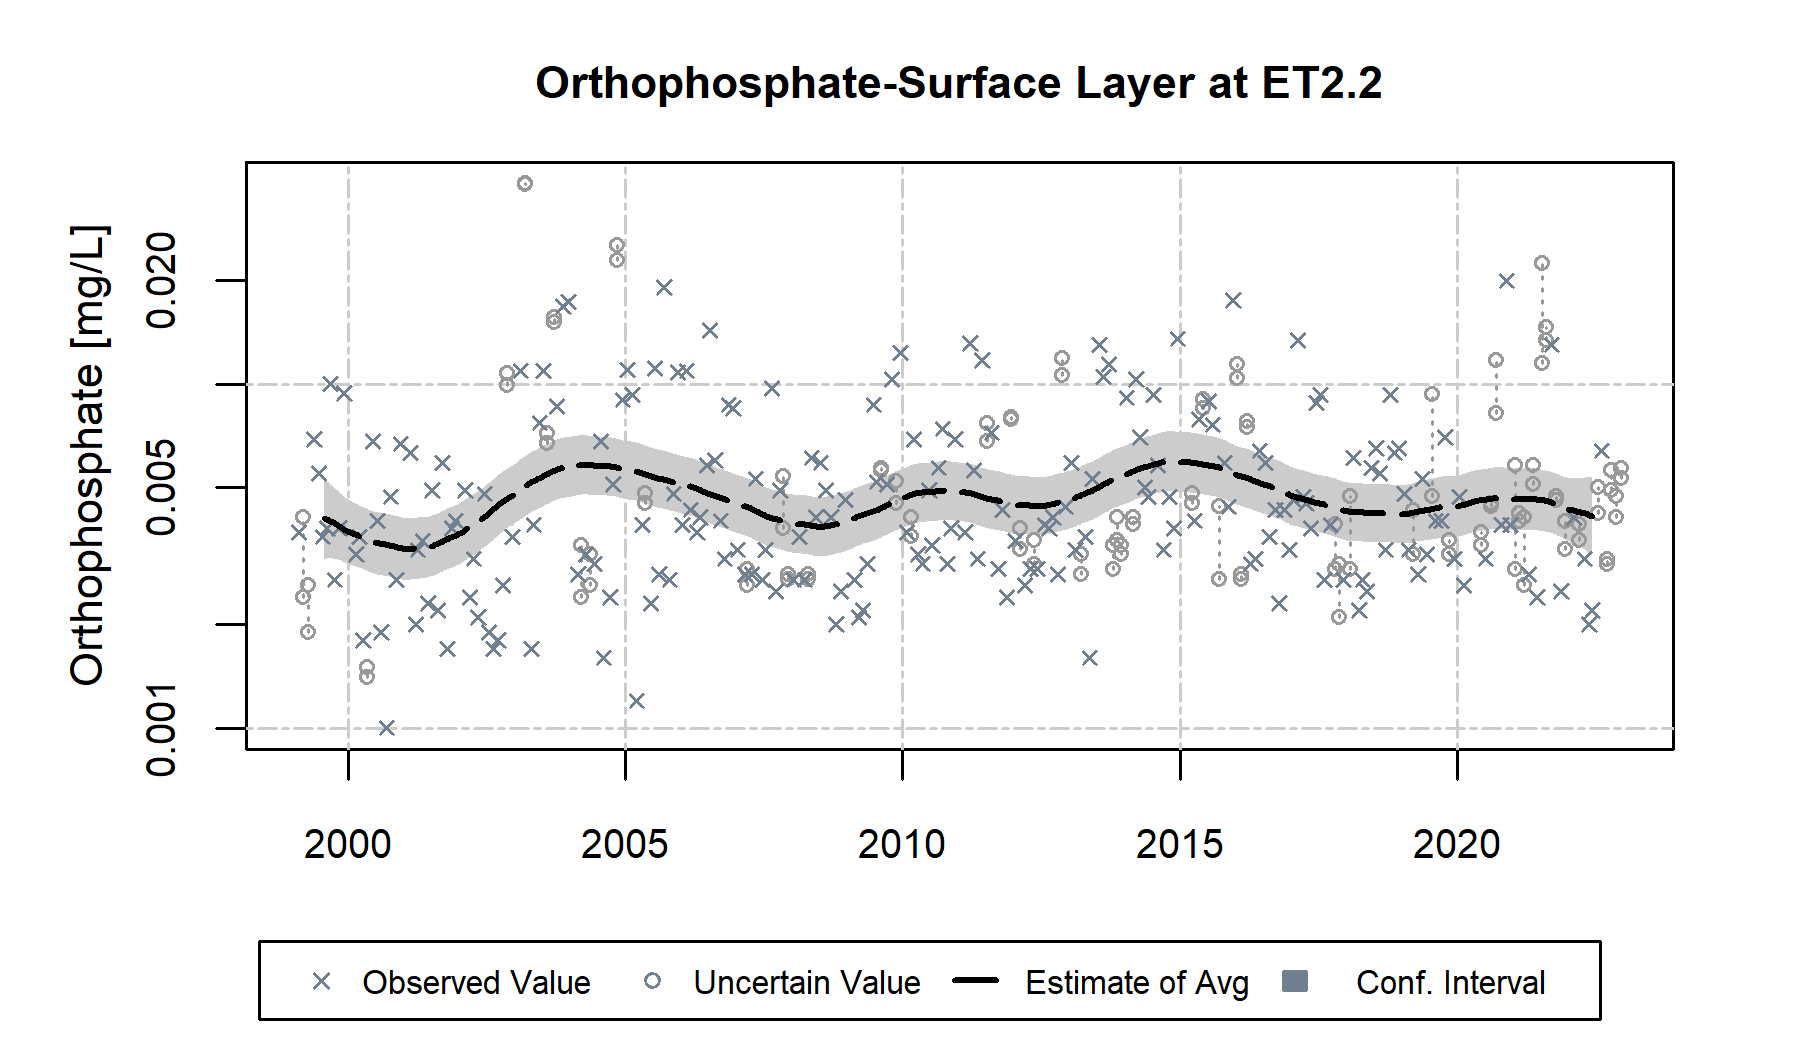 Orthophosphate-Surface Layer at ET2.2
Orthophosphate [mg/L]
0.020
0.005
0.001
2000 2005 2010 2015 2020
Observed Value Uncertain Value Estimate of Avg Conf. Interval